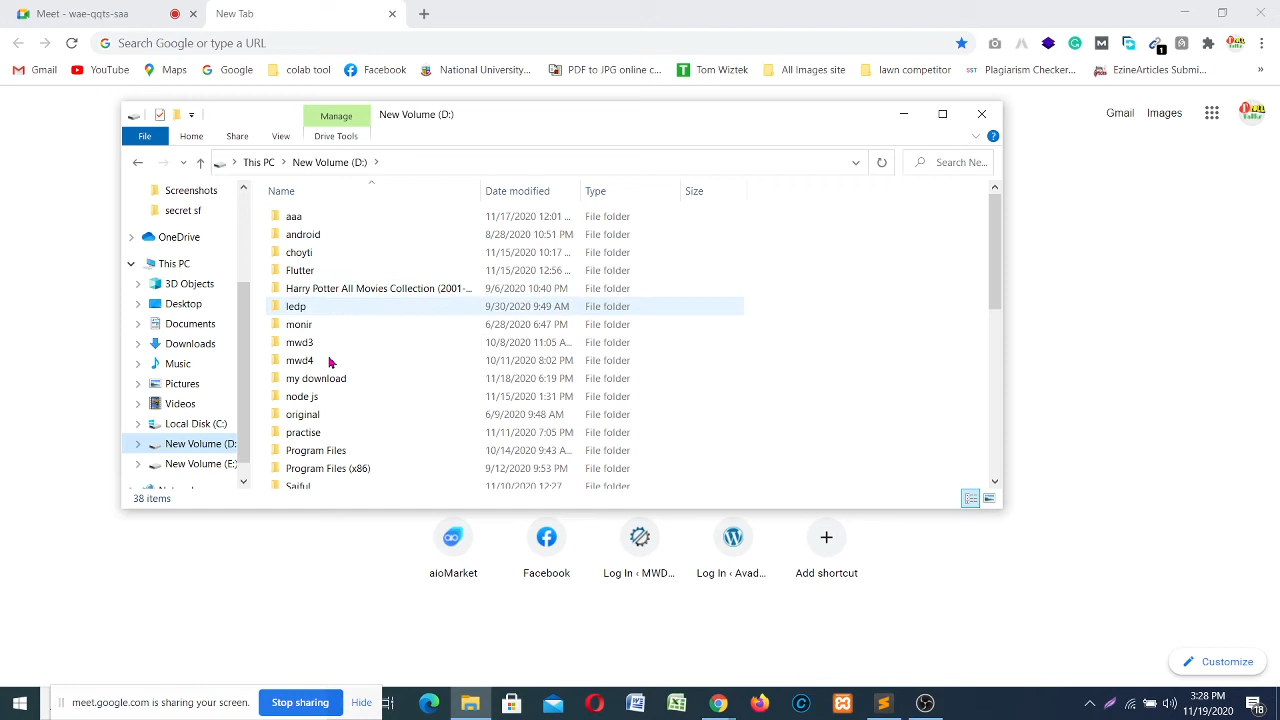 Meet - wae-qqts-saa
New Tab
Search Google or type a URL
1
Gmail YouTube Maps Google colab tool Facebook National University... PDF to JPG online c... Tom Wiztek All Images site lawn competitor SST Plagiarism Checker... EzineArticles Submi... »
Gmail Images
Manage New Volume (D:)
File Home Share View Drive Tools
This PC > New Volume (D:) >
Search Ne...
Name Date modified Type Size
Screenshots
secret sf
OneDrive
This PC
3D Objects
Desktop
Documents
Downloads
Music
Pictures
Videos
Local Disk (C:)
New Volume (D:
New Volume (E:
aaa 11/17/2020 12:01 ... File folder
android 8/28/2020 10:51 PM File folder
choyti 11/15/2020 10:17 ... File folder
Flutter 11/15/2020 12:56 ... File folder
Harry Potter All Movies Collection (2001-... 9/6/2020 10:40 PM File folder
ledp 9/30/2020 9:49 AM File folder
monir 6/28/2020 6:47 PM File folder
mwd3 10/8/2020 11:05 A... File folder
mwd4 10/11/2020 8:02 PM File folder
my download 11/18/2020 6:19 PM File folder
node js 11/15/2020 1:31 PM File folder
original 6/9/2020 9:48 AM File folder
practise 11/11/2020 7:05 PM File folder
Program Files 10/14/2020 9:43 A... File folder
Program Files (x86) 9/12/2020 9:53 PM File folder
Saiful 11/10/2020 12:27 File folder
38 items
aioMarket Facebook Log In ‹ MWD... Log In ‹ Avad... Add shortcut
Customize
meet.google.com is sharing your screen. Stop sharing Hide
3:28 PM
11/19/2020
18